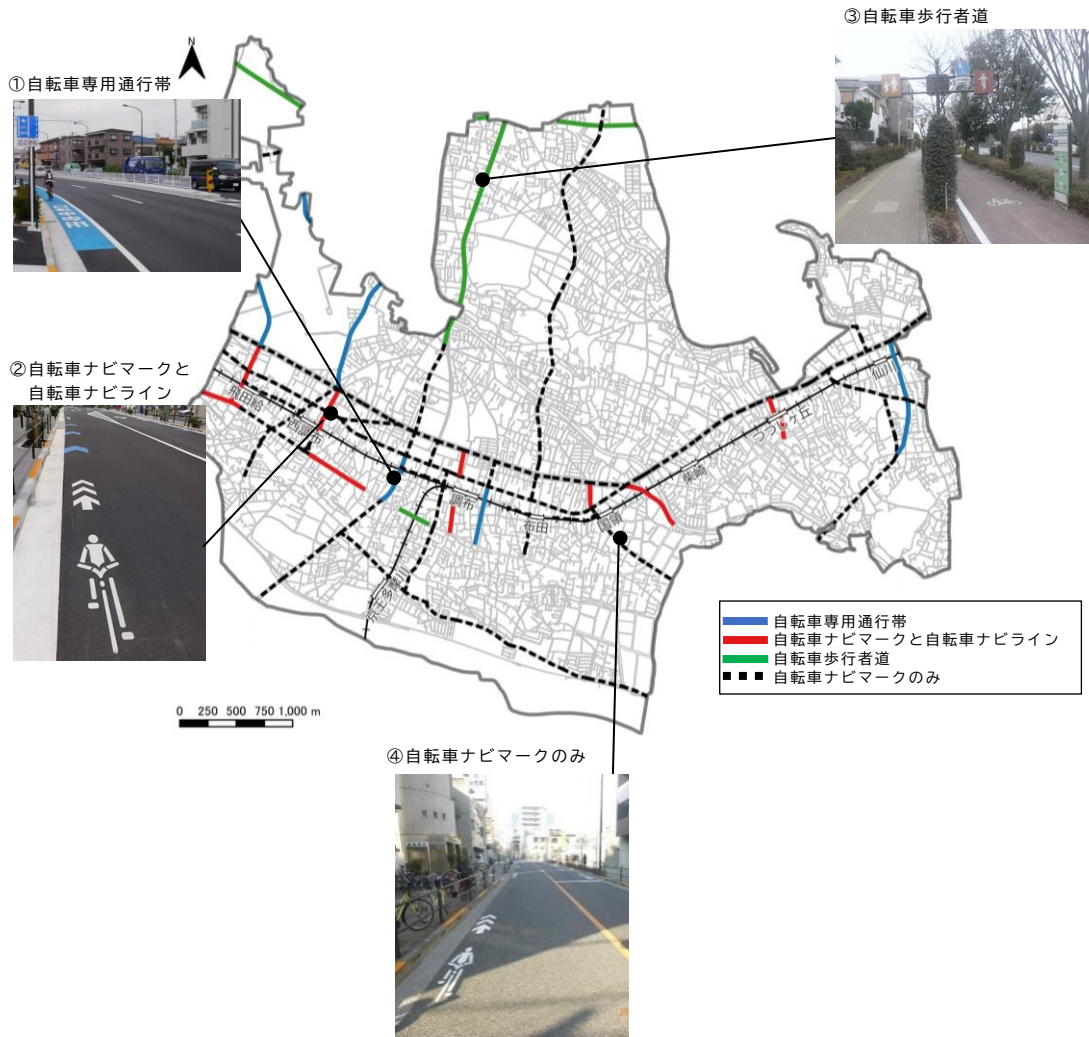 ③自転車歩行者道
N
①自転車専用通行帯
②自転車ナビマークと
自転車ナビライン
飛田給
西調布
調布
布田
国領
柴崎
つつじヶ丘
仙川
京王多摩川
自転車専用通行帯
自転車ナビマークと自転車ナビライン
自転車歩行者道
自転車ナビマークのみ
0 250 500 750 1,000 m
④自転車ナビマークのみ